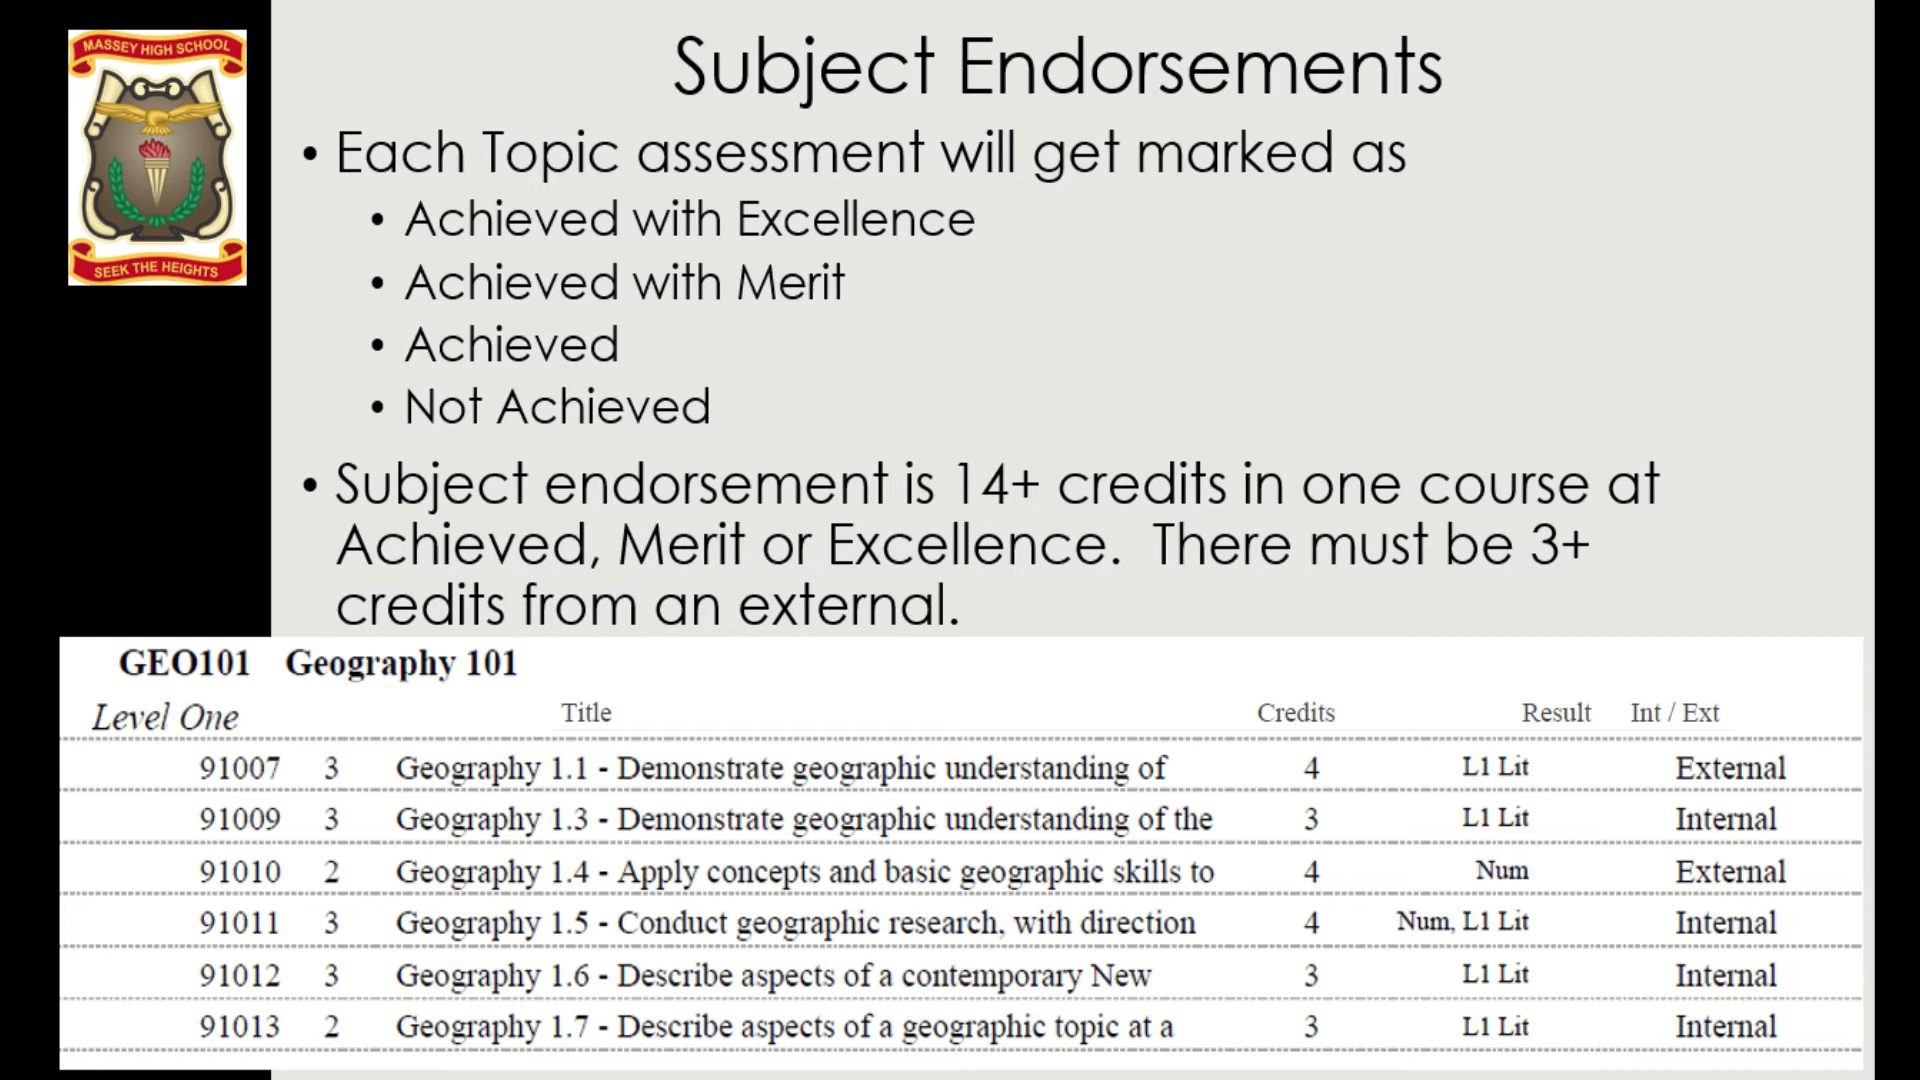 MASSEY HIGH SCHOOL
SEEK THE HEIGHTS
Subject Endorsements
• Each Topic assessment will get marked as
• Achieved with Excellence
• Achieved with Merit
• Achieved
• Not Achieved
• Subject endorsement is 14+ credits in one course at
Achieved, Merit or Excellence. There must be 3+
credits from an external.
GEO101 Geography 101
Level One Title Credits Result Int / Ext
91007 3 Geography 1.1 - Demonstrate geographic understanding of 4 L1 Lit External
91009 3 Geography 1.3 - Demonstrate geographic understanding of the 3 L1 Lit Internal
91010 2 Geography 1.4 - Apply concepts and basic geographic skills to 4 Num External
91011 3 Geography 1.5 - Conduct geographic research, with direction 4 Num, L1 Lit Internal
91012 3 Geography 1.6 - Describe aspects of a contemporary New 3 L1 Lit Internal
91013 2 Geography 1.7 - Describe aspects of a geographic topic at a 3 L1 Lit Internal